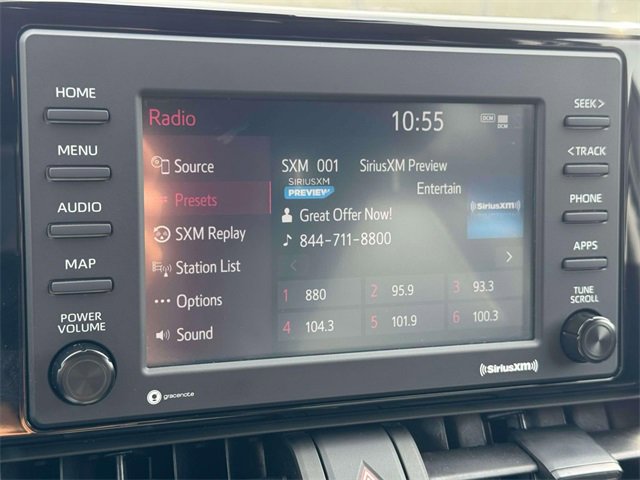 HOME
MENU
AUDIO
MAP
POWER
VOLUME
Radio
10:55
DCM
DCM
Source
Presets
SXM Replay
Station List
Options
Sound
SXM 001 SiriusXM Preview
SIRIUSXM
PREVIEW
Entertain
Great Offer Now!
844-711-8800
((SiriusXM))
1 880
2 95.9
3 93.3
4 104.3
5 101.9
6 100.3
SEEK >
< TRACK
PHONE
APPS
TUNE
SCROLL
gracenote
((SiriusXM))